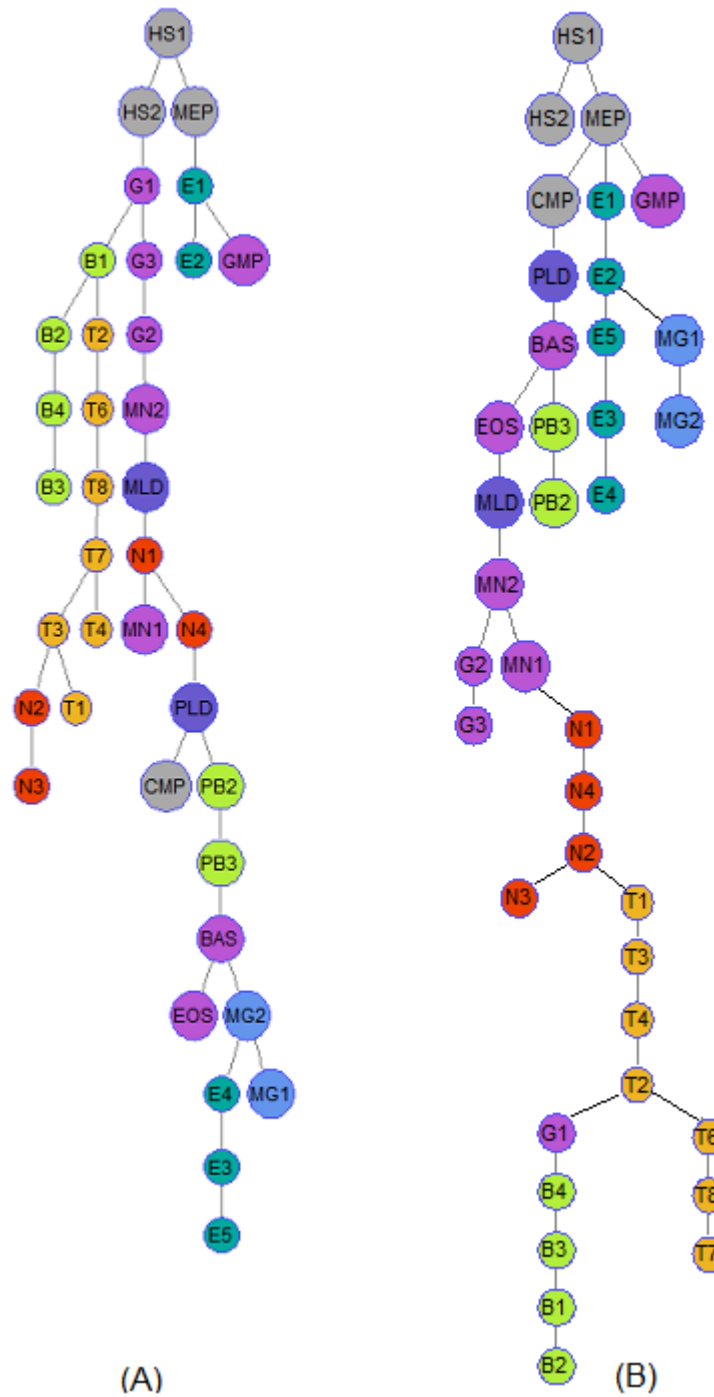 HS1
HS2 MEP
G1 E1
B1 G3 E2 GMP
B2 T2 G2
B4 T6 MN2
B3 T8 MLD
T7 N1
T3 T4 MN1 N4
N2 T1 PLD
N3 CMP PB2
PB3
BAS
EOS MG2
E4 MG1
E3
E5
(A)
HS1
HS2 MEP
CMP E1 GMP
PLD E2
BAS E5 MG1
EOS PB3 E3 MG2
MLD PB2 E4
MN2
G2 MN1
G3 N1
N4
N2
N3 T1
T3
T4
T2
G1 T6
B4 T8
B3 T7
B1
B2
(B)